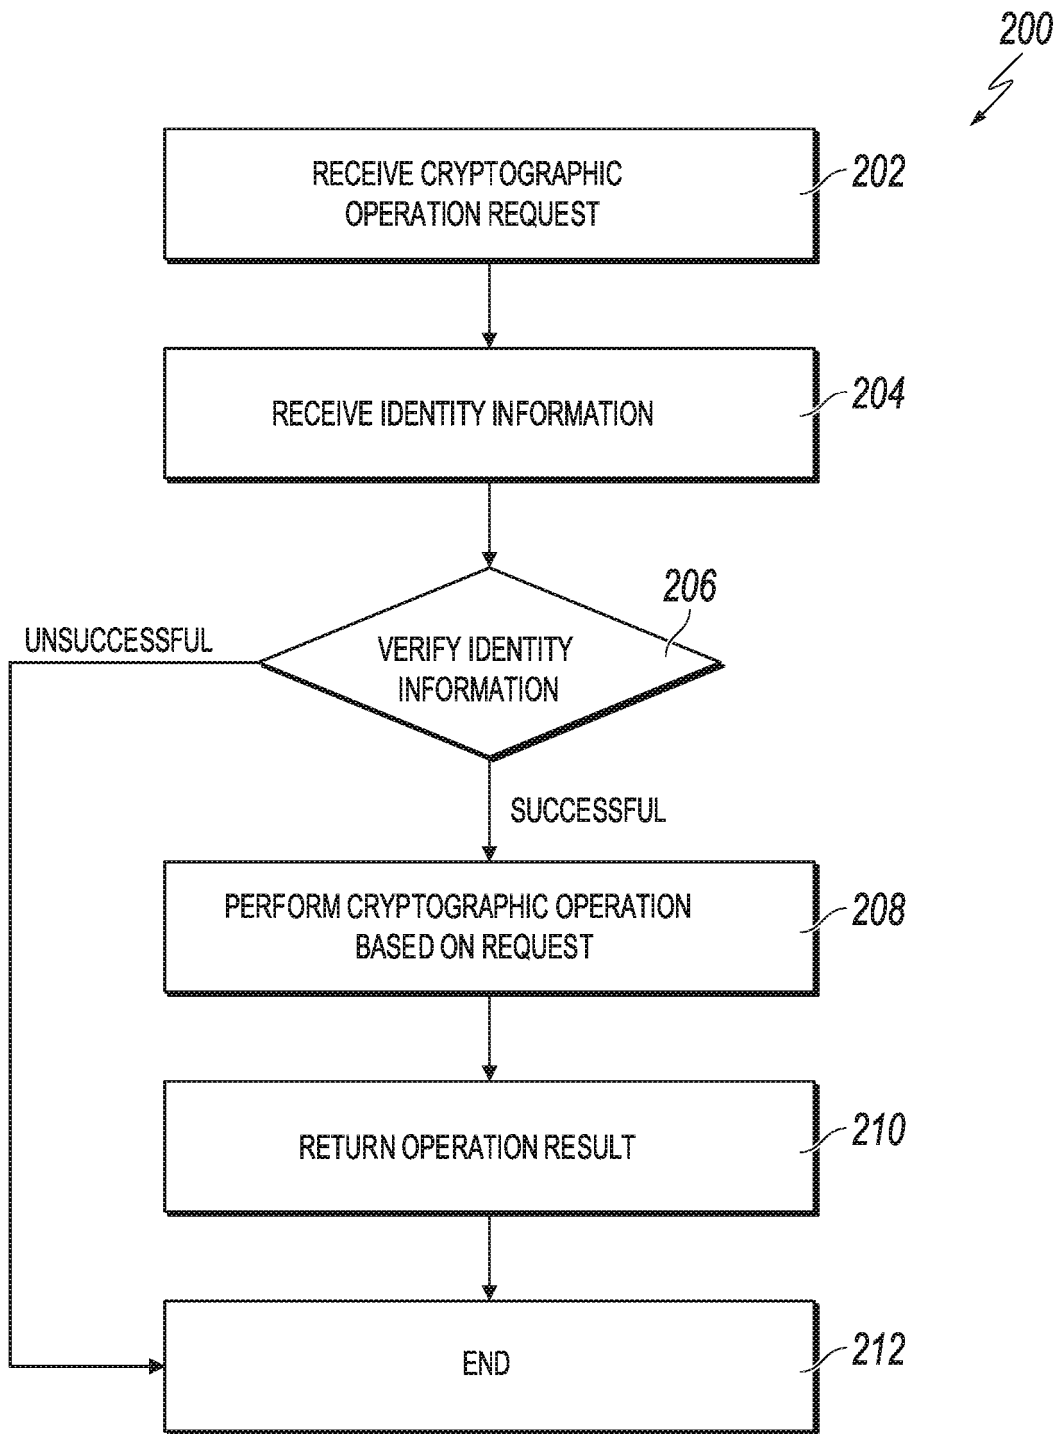 200
RECEIVE CRYPTOGRAPHIC
OPERATION REQUEST
202
RECEIVE IDENTITY INFORMATION
204
206
VERIFY IDENTITY
INFORMATION
UNSUCCESSFUL
SUCCESSFUL
PERFORM CRYPTOGRAPHIC OPERATION
BASED ON REQUEST
208
RETURN OPERATION RESULT
210
END
212